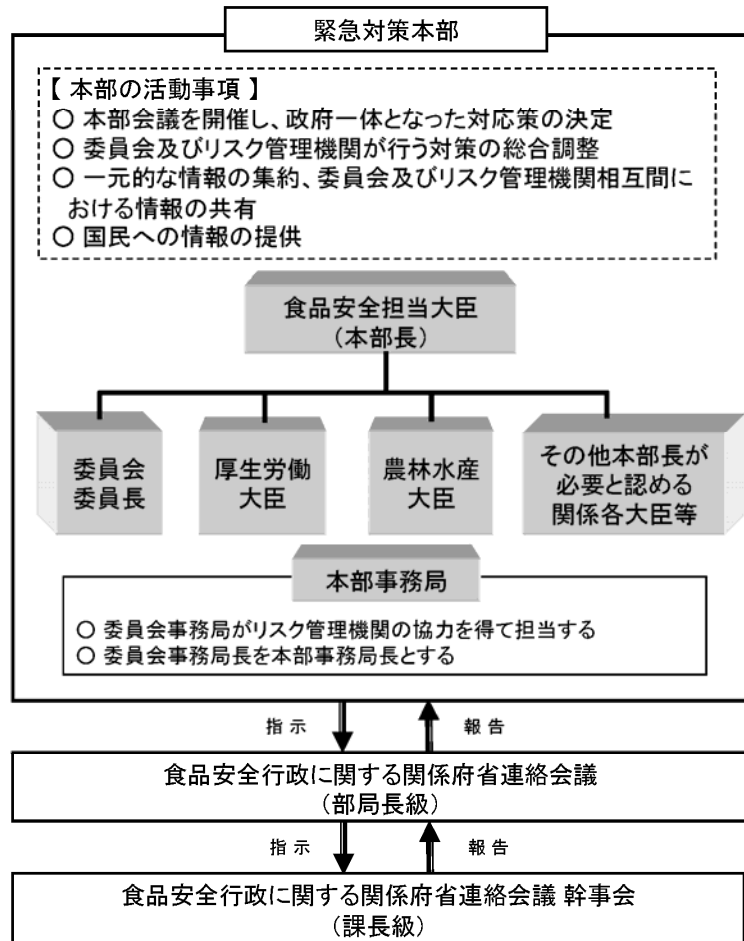 緊急対策本部
【 本部の活動事項 】
○ 本部会議を開催し、政府一体となった対応策の決定
○ 委員会及びリスク管理機関が行う対策の総合調整
○ 一元的な情報の集約、委員会及びリスク管理機関相互間に
おける情報の共有
○ 国民への情報の提供
食品安全担当大臣
(本部長)
委員会
委員長
厚生労働
大臣
農林水産
大臣
その他本部長が
必要と認める
関係各大臣等
本部事務局
○ 委員会事務局がリスク管理機関の協力を得て担当する
○ 委員会事務局長を本部事務局長とする
指 示
報 告
食品安全行政に関する関係府省連絡会議
(部局長級)
指 示
報 告
食品安全行政に関する関係府省連絡会議 幹事会
(課長級)